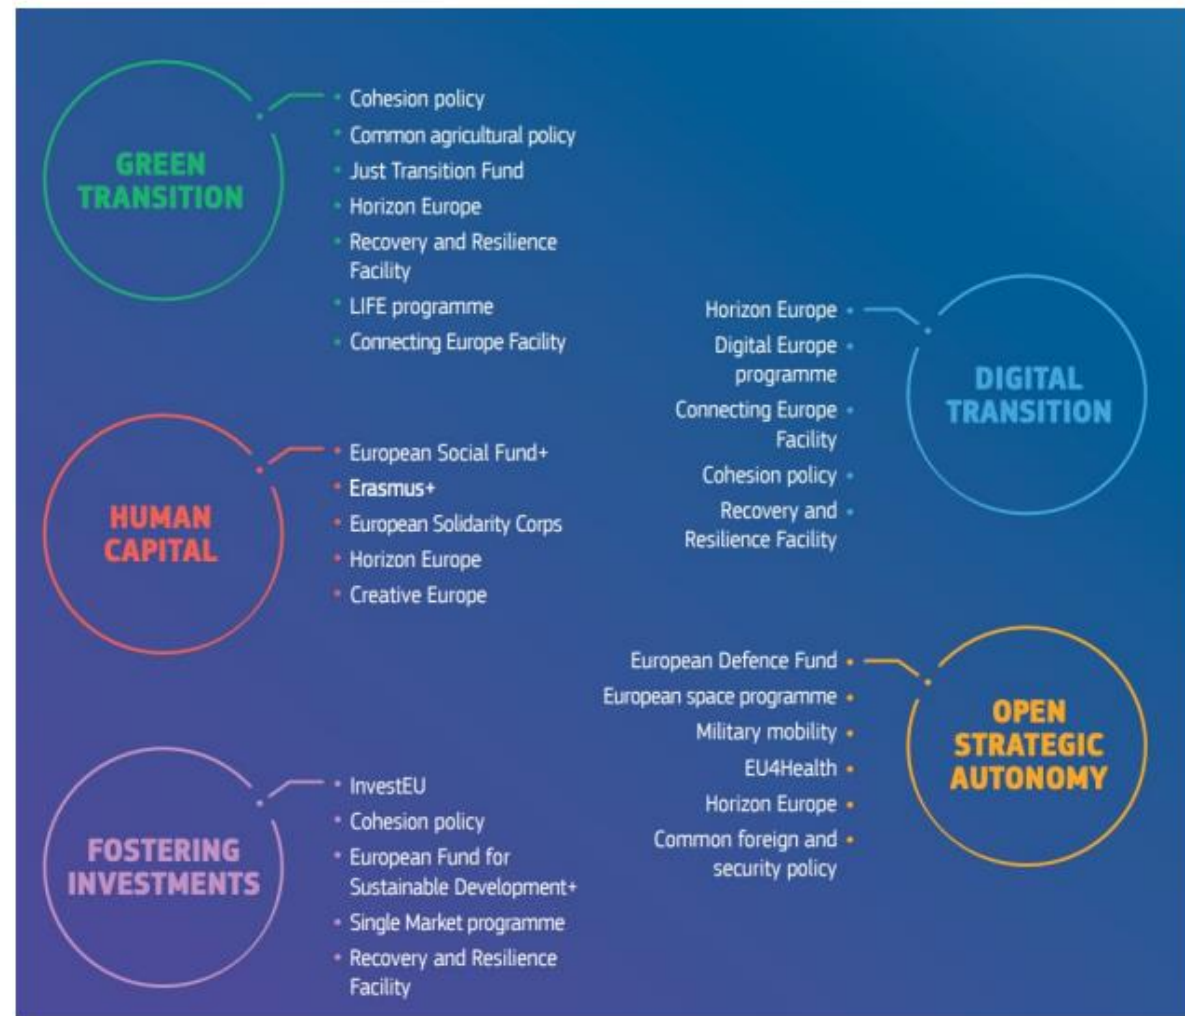 GREEN
TRANSITION
Cohesion policy
Common agricultural policy
Just Transition Fund
Horizon Europe
Recovery and Resilience
Facility
LIFE programme
Connecting Europe Facility
DIGITAL
TRANSITION
Horizon Europe
Digital Europe
programme
Connecting Europe
Facility
Cohesion policy
Recovery and
Resilience Facility
HUMAN
CAPITAL
European Social Fund+
Erasmus+
European Solidarity Corps
Horizon Europe
Creative Europe
OPEN
STRATEGIC
AUTONOMY
European Defence Fund
European space programme
Military mobility
EU4Health
Horizon Europe
Common foreign and
security policy
FOSTERING
INVESTMENTS
InvestEU
Cohesion policy
European Fund for
Sustainable Development+
Single Market programme
Recovery and Resilience
Facility